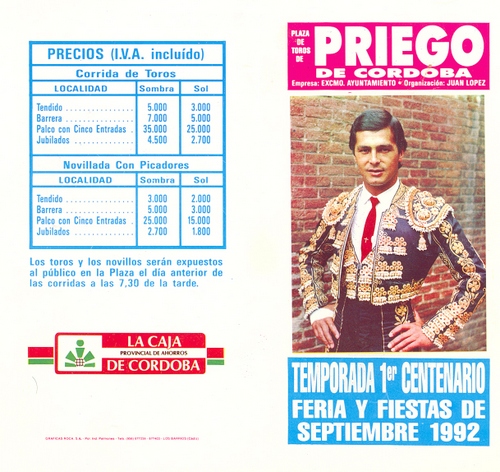 PRECIOS (I.V.A. incluído)
Corrida de Toros
LOCALIDAD Sombra Sol
Tendido ................ 5.000 3.000
Barrera ................ 7.000 5.000
Palco con Cinco Entradas . 35.000 25.000
Jubilados .............. 4.500 2.700
Novillada Con Picadores
LOCALIDAD Sombra Sol
Tendido ................ 3.000 2.000
Barrera ................ 5.000 3.000
Palco con Cinco Entradas . 25.000 15.000
Jubilados .............. 2.700 1.800
Los toros y los novillos serán expuestos
al público en la Plaza el día anterior de
las corridas a las 7,30 de la tarde.
LA CAJA
PROVINCIAL DE AHORROS
DE CORDOBA
PLAZA
DE
TOROS
DE
PRIEGO
DE CORDOBA
Empresa: EXCMO. AYUNTAMIENTO • Organización: JUAN LOPEZ
TEMPORADA 1er CENTENARIO
FERIA Y FIESTAS DE
SEPTIEMBRE 1992